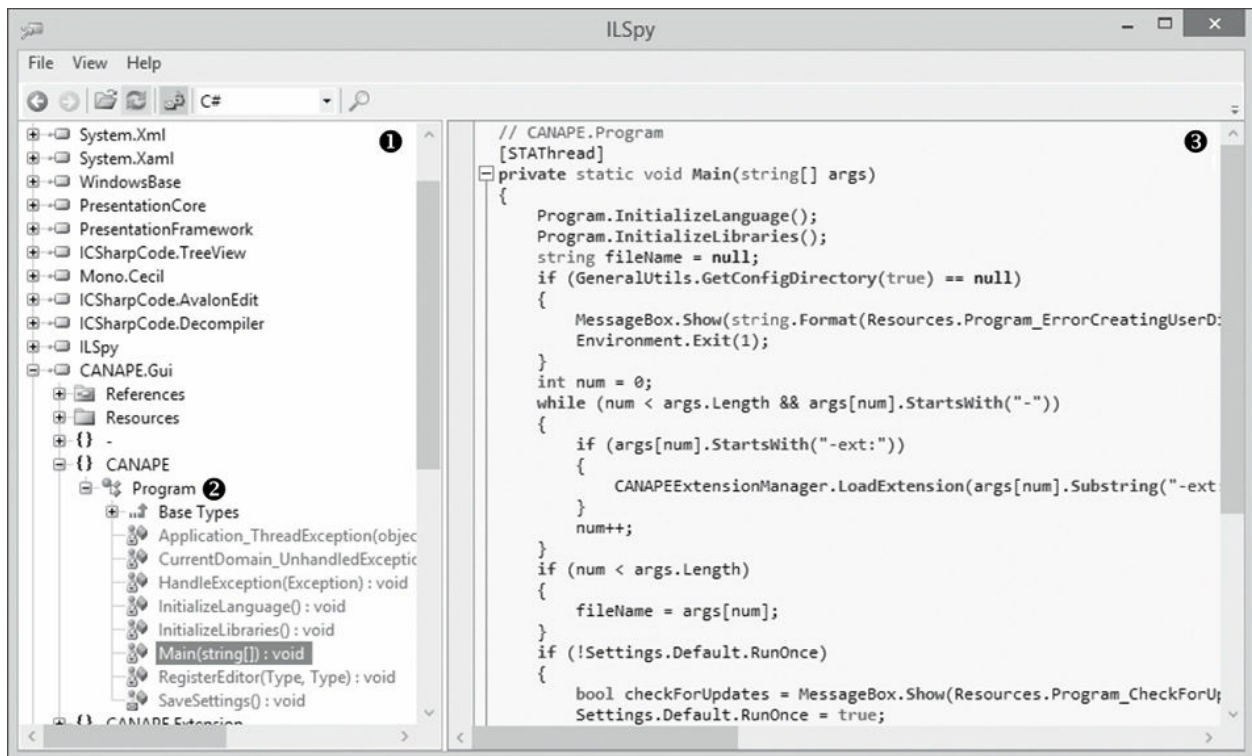 ILSpy
File View Help
C#
System.Xml
System.Xaml
WindowsBase
PresentationCore
PresentationFramework
ICSharpCode.TreeView
Mono.Cecil
ICSharpCode.AvalonEdit
ICSharpCode.Decompiler
ILSpy
CANAPE.Gui
References
Resources
{} -
{} CANAPE
Program ❷
Base Types
Application_ThreadException(objec
CurrentDomain_UnhandledExceptic
HandleException(Exception) : void
InitializeLanguage() : void
InitializeLibraries() : void
Main(string[]) : void
RegisterEditor(Type, Type) : void
SaveSettings() : void
{} CANAPE.Extension
❶
❸
// CANAPE.Program
[STAThread]
private static void Main(string[] args)
{
Program.InitializeLanguage();
Program.InitializeLibraries();
string fileName = null;
if (GeneralUtils.GetConfigDirectory(true) == null)
{
MessageBox.Show(string.Format(Resources.Program_ErrorCreatingUserDi
Environment.Exit(1);
}
int num = 0;
while (num < args.Length && args[num].StartsWith("-"))
{
if (args[num].StartsWith("-ext:"))
{
CANAPEExtensionManager.LoadExtension(args[num].Substring("-ext:
}
num++;
}
if (num < args.Length)
{
fileName = args[num];
}
if (!Settings.Default.RunOnce)
{
bool checkForUpdates = MessageBox.Show(Resources.Program_CheckForUp
Settings.Default.RunOnce = true;